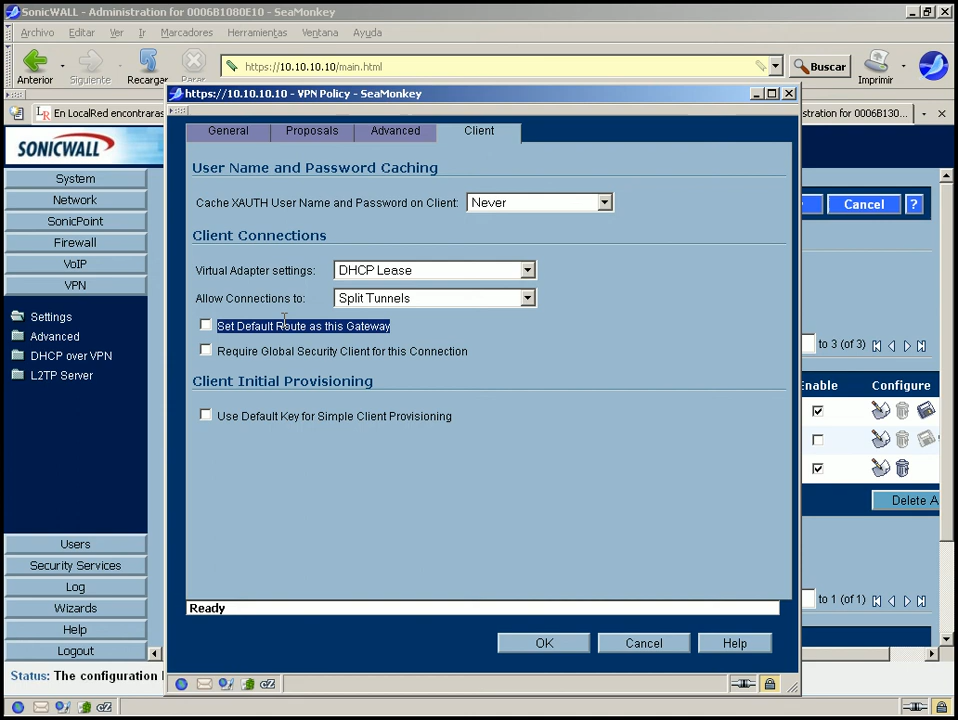 SonicWALL - Administration for 0006B1080E10 - SeaMonkey
Archivo Editar Ver Ir Marcadores Herramientas Ventana Ayuda
https://10.10.10.10/main.html
Buscar
Anterior Siguiente Recargar Parar Imprimir
https://10.10.10.10 - VPN Policy - SeaMonkey
LR En LocalRed encontraras
stration for 0006B130...
SONICWALL
General Proposals Advanced Client
User Name and Password Caching
Cache XAUTH User Name and Password on Client: Never
Client Connections
Virtual Adapter settings: DHCP Lease
Allow Connections to: Split Tunnels
Set Default Route as this Gateway
Require Global Security Client for this Connection
Client Initial Provisioning
Use Default Key for Simple Client Provisioning
Ready
OK Cancel Help
System
Network
SonicPoint
Firewall
VoIP
VPN
Settings
Advanced
DHCP over VPN
L2TP Server
Users
Security Services
Log
Wizards
Help
Logout
Status: The configuration
Cancel ?
to 3 (of 3)
Enable Configure
Delete A
to 1 (of 1)